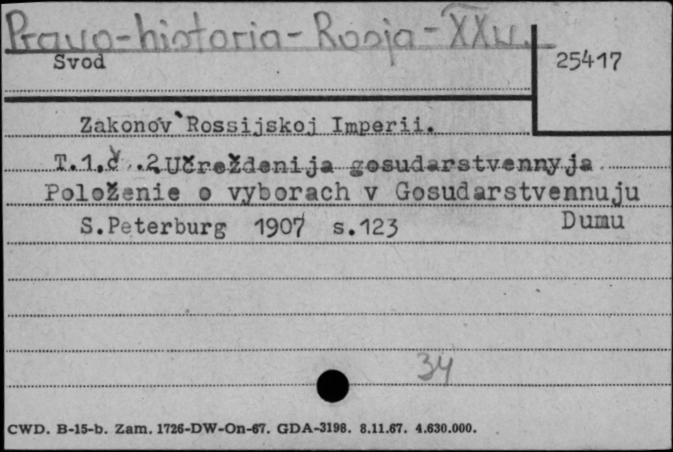 Prawo-historia-Rosja-XXw.
Svod
25417
Zakonov Rossijskoj Imperii.
T.1.č.2 Učreždenija gosudarstvennyja
Položenie o vyborach v Gosudarstvennuju
Dumu
S.Peterburg 1907 s.123
34
CWD. B-15-b. Zam. 1726-DW-On-67. GDA-3198. 8.11.67. 4.630.000.